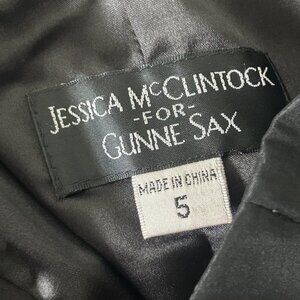 JESSICA McCLINTOCK
-FOR-
GUNNE SAX
MADE IN CHINA
5